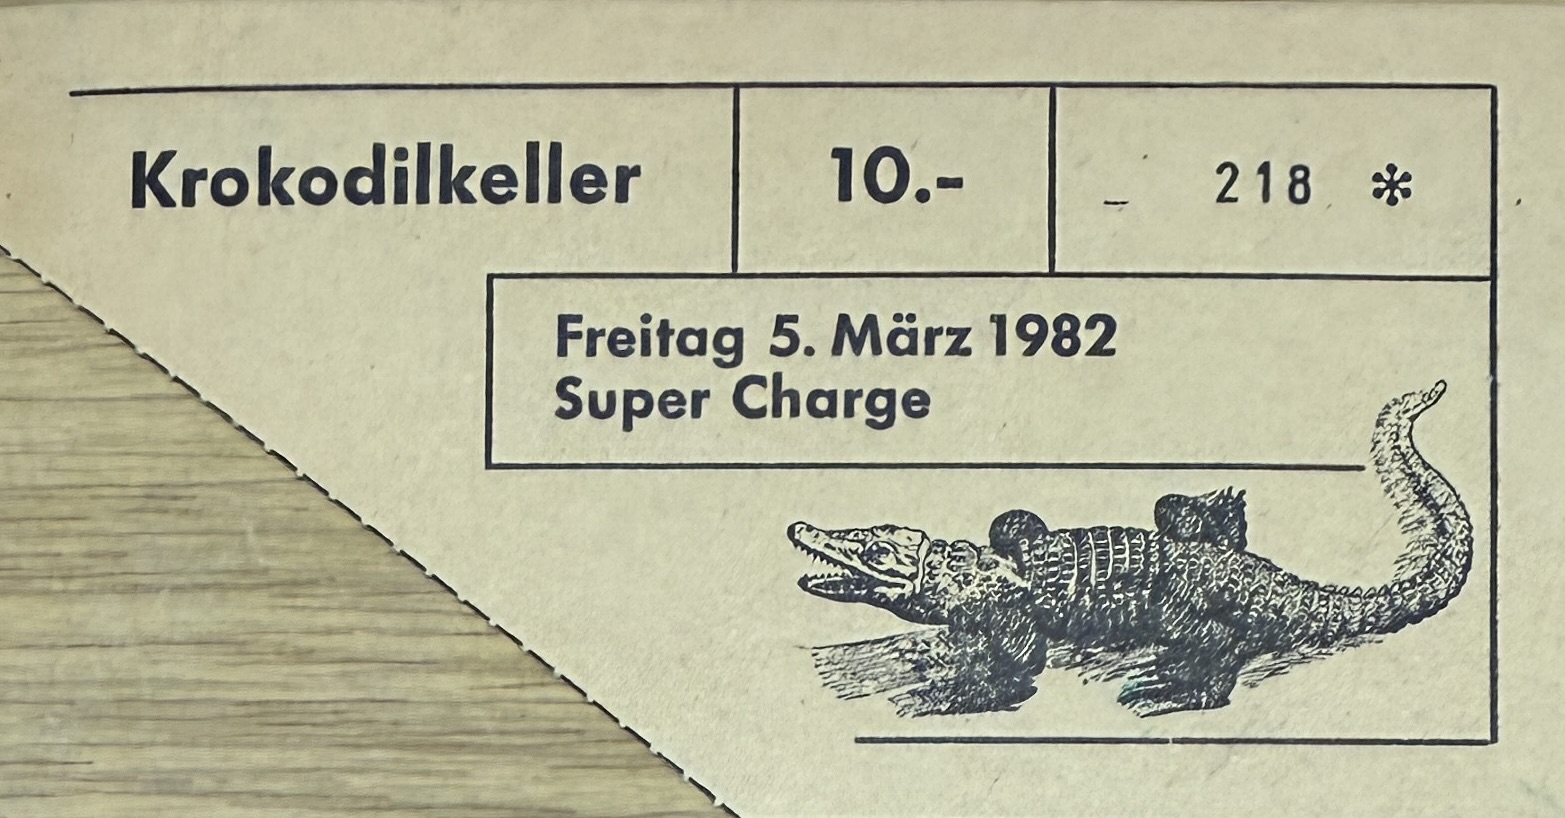 Krokodilkeller 10.- _ 218 *
Freitag 5. März 1982
Super Charge